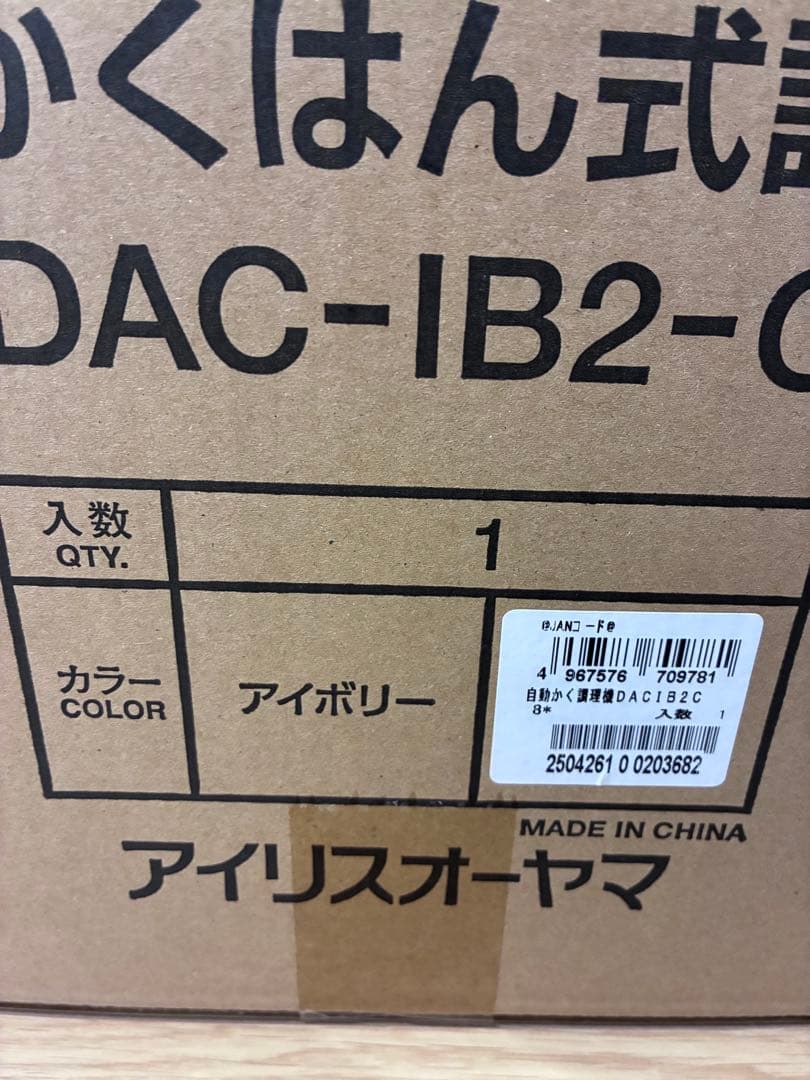 かくはん式調
DAC-IB2-C
入数
QTY.
1
カラー
COLOR
アイボリー
@JANコード@
4 967576 709781
自動かく調理機DACIB2C
8* 入数 1
2504261 0 0203682
MADE IN CHINA
アイリスオーヤマ